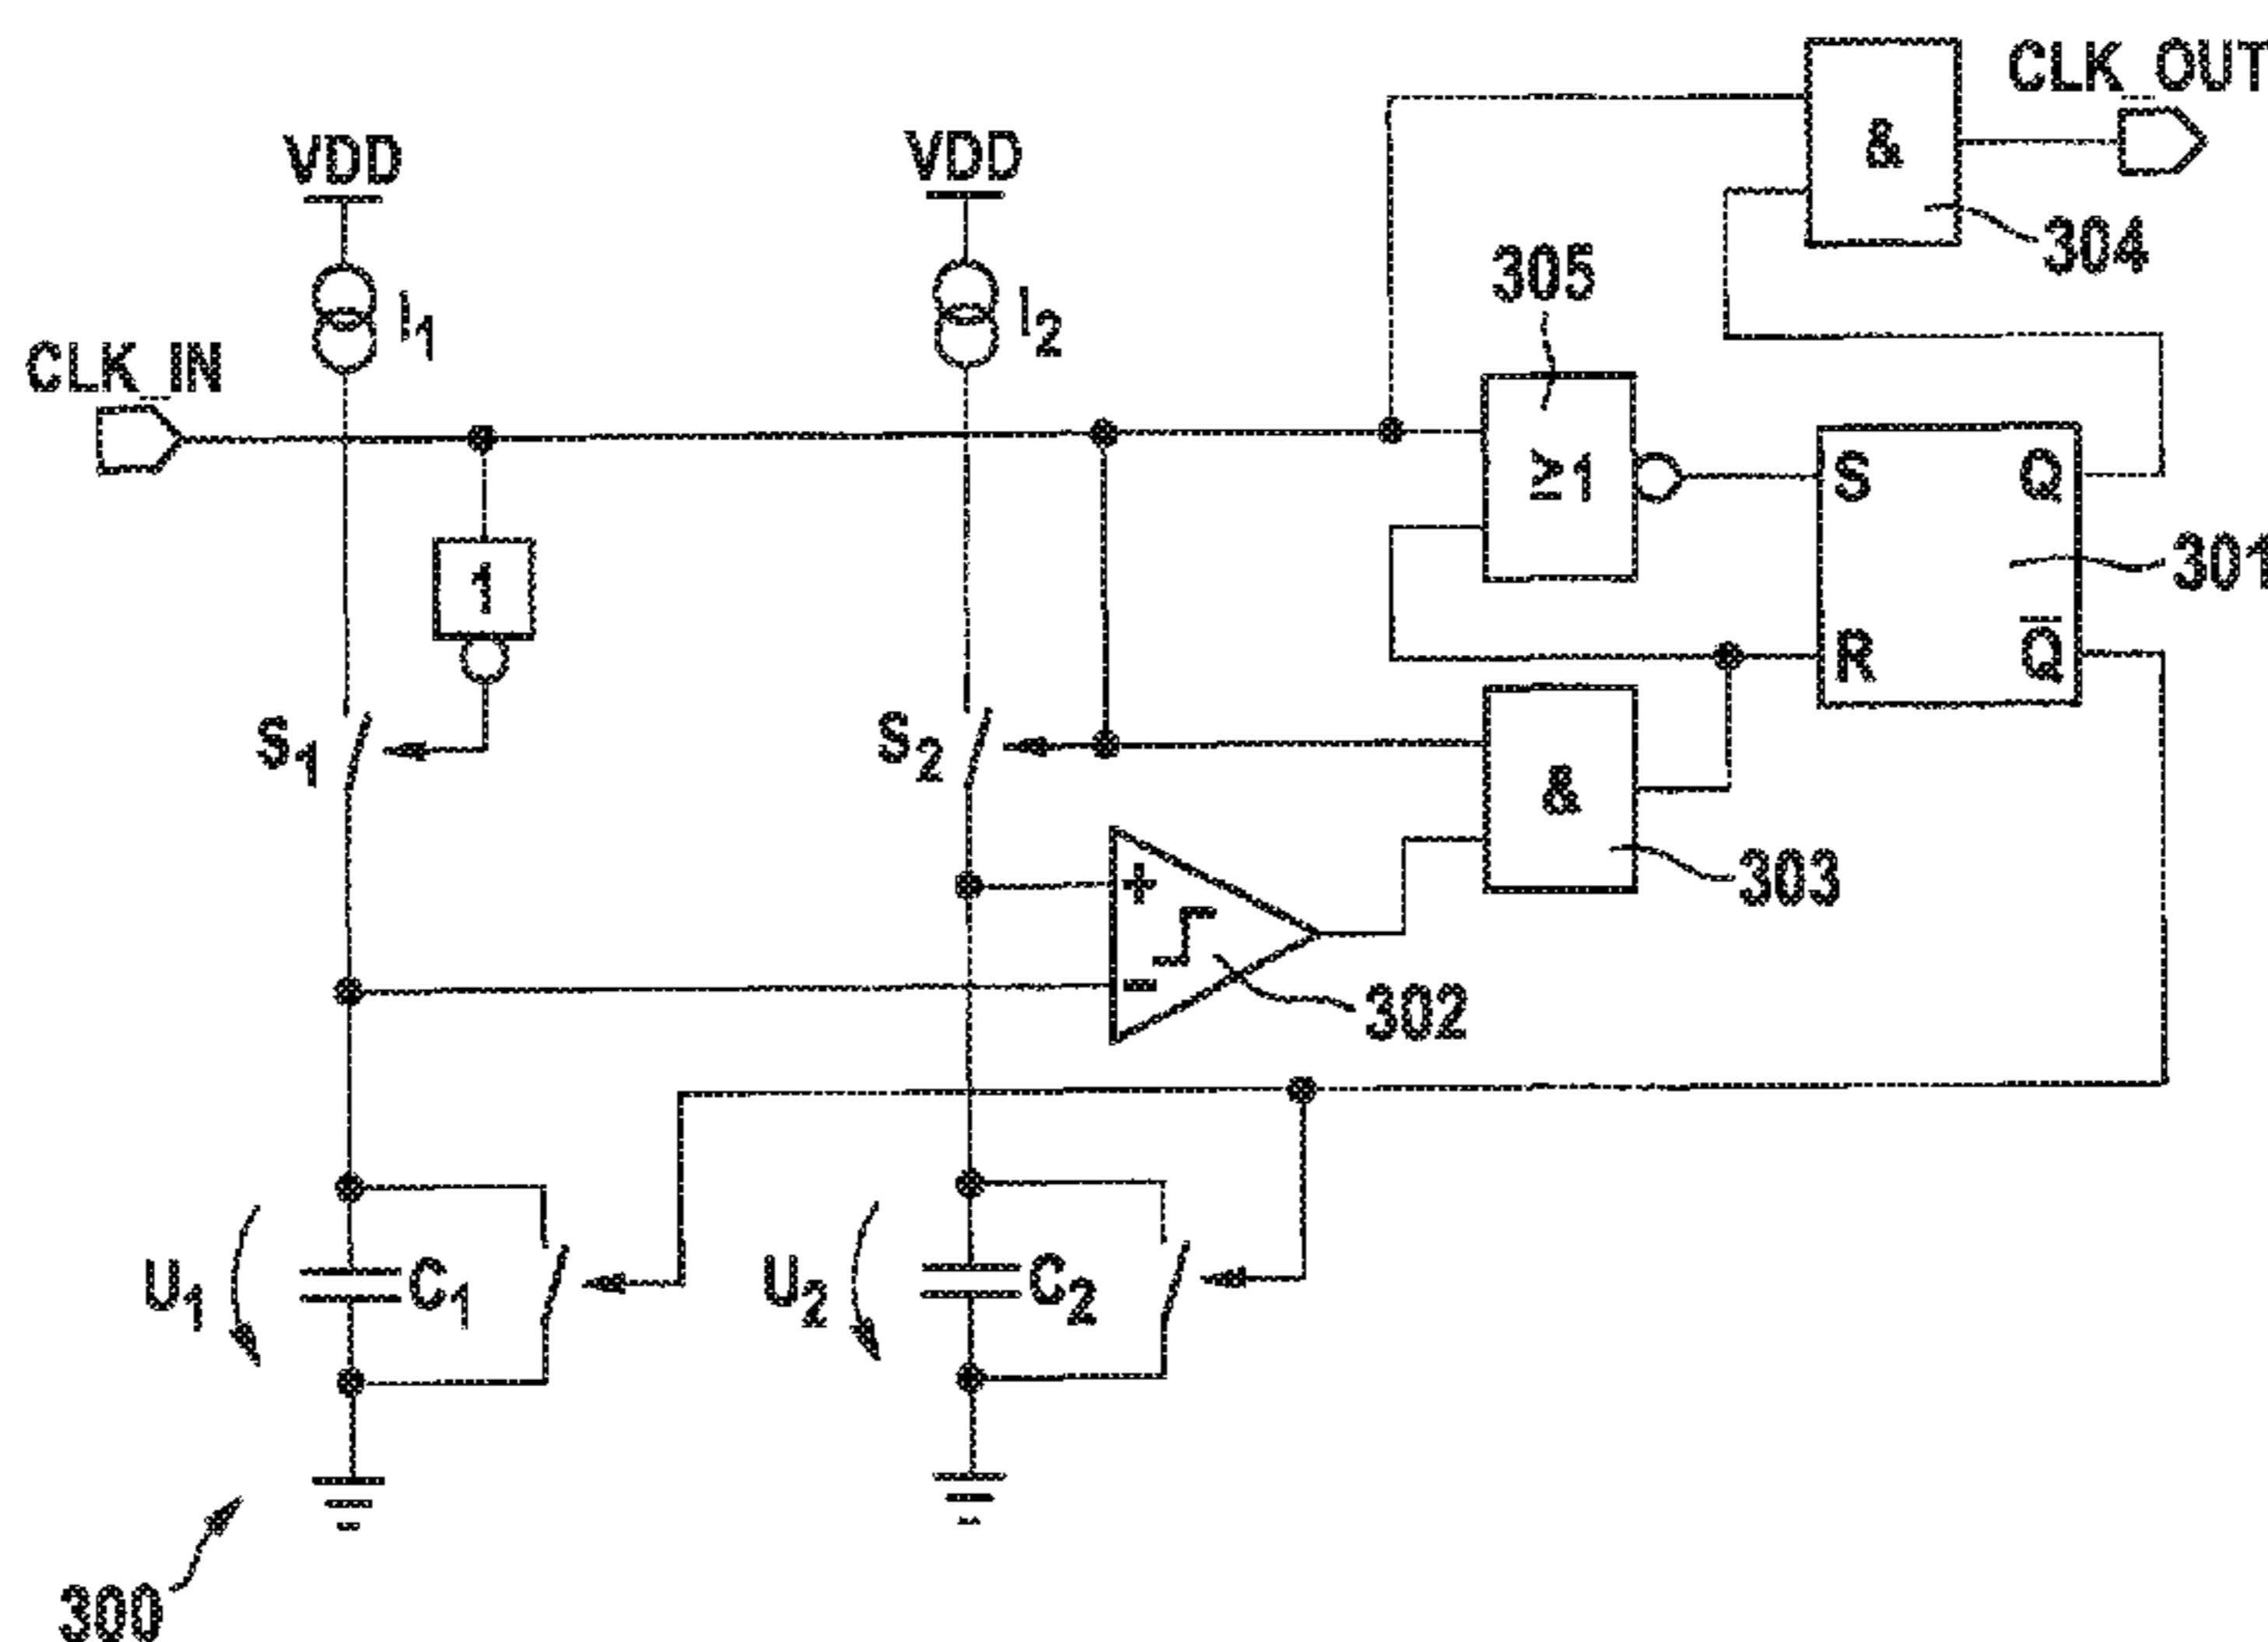 CLK_OUT
VDD
VDD
&
304
305
I1
I2
CLK_IN
≥1
S
Q
301
1
R
Q̅
S1
S2
&
303
+
−
302
U1
C1
U2
C2
300